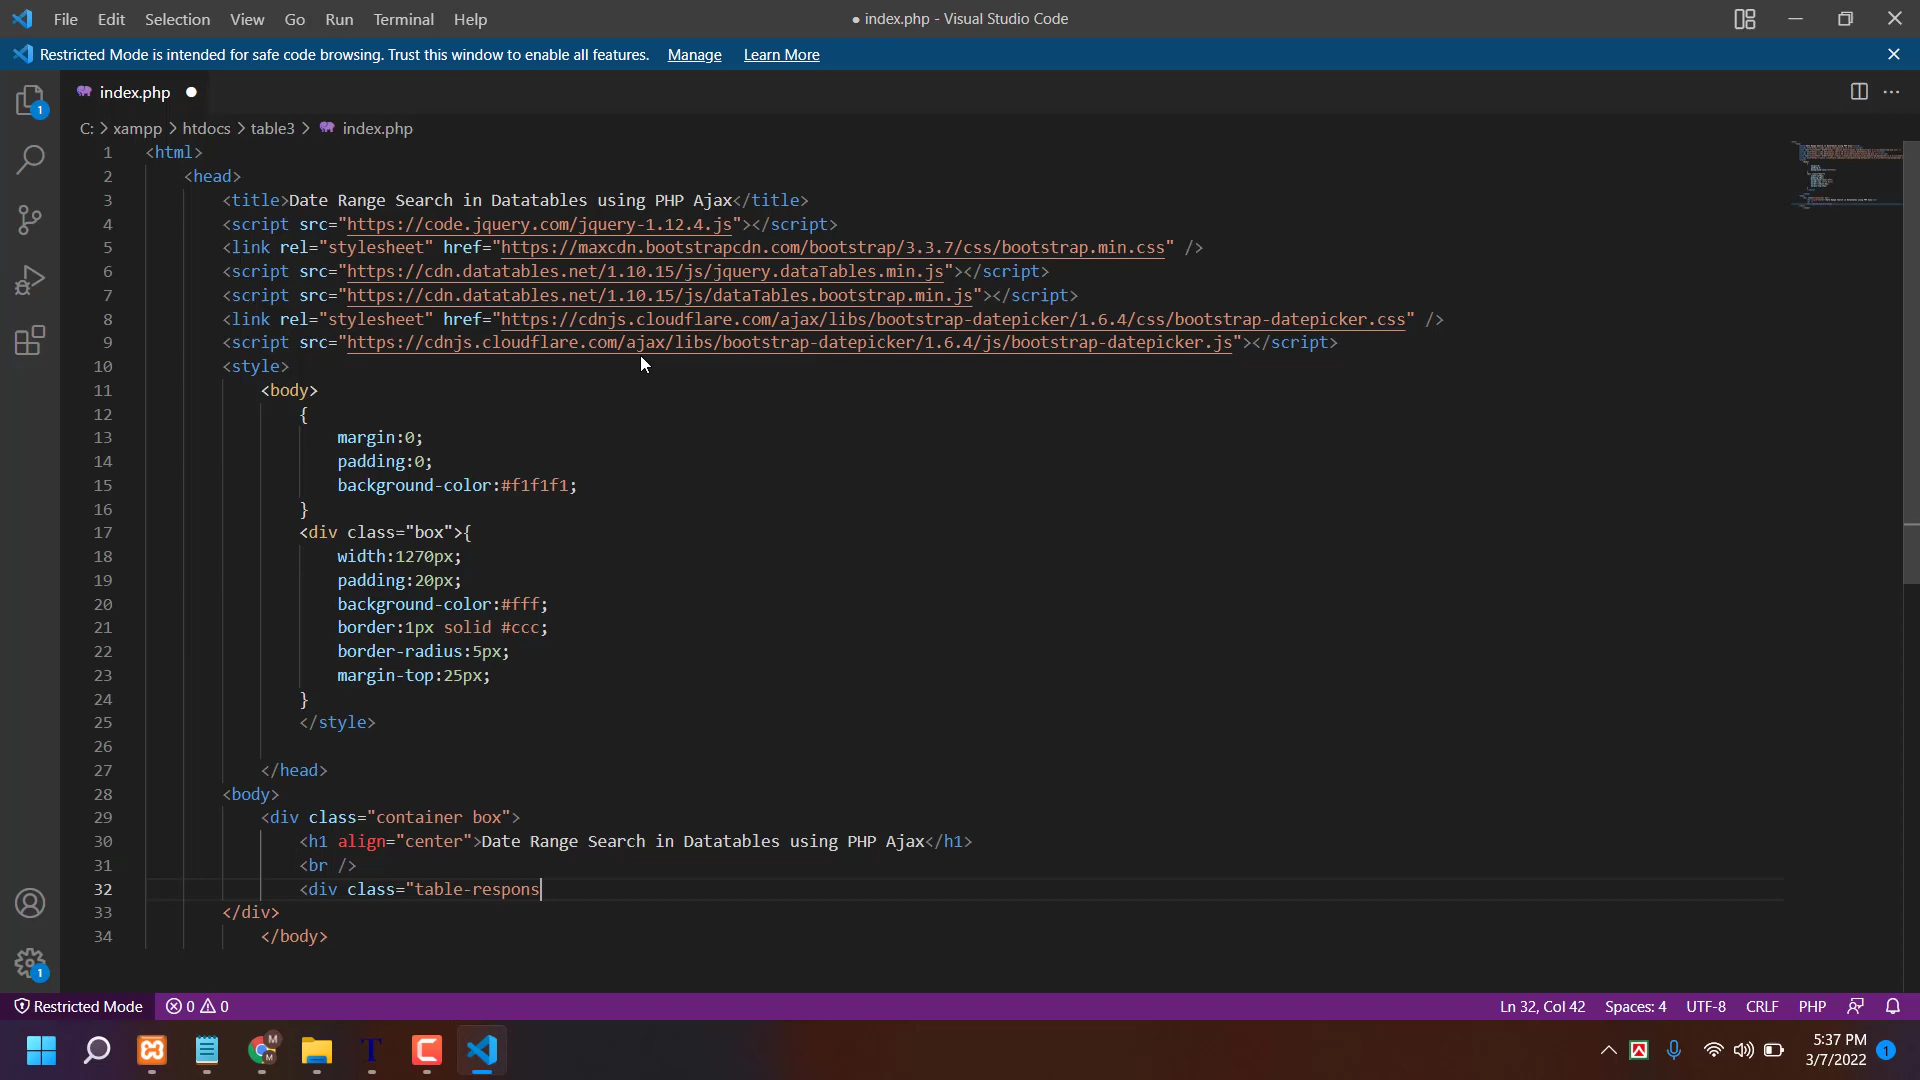 File Edit Selection View Go Run Terminal Help
● index.php - Visual Studio Code
Restricted Mode is intended for safe code browsing. Trust this window to enable all features. Manage Learn More
1
index.php
C: > xampp > htdocs > table3 > index.php
1 <html>
2 <head>
3 <title>Date Range Search in Datatables using PHP Ajax</title>
4 <script src="https://code.jquery.com/jquery-1.12.4.js"></script>
5 <link rel="stylesheet" href="https://maxcdn.bootstrapcdn.com/bootstrap/3.3.7/css/bootstrap.min.css" />
6 <script src="https://cdn.datatables.net/1.10.15/js/jquery.dataTables.min.js"></script>
7 <script src="https://cdn.datatables.net/1.10.15/js/dataTables.bootstrap.min.js"></script>
8 <link rel="stylesheet" href="https://cdnjs.cloudflare.com/ajax/libs/bootstrap-datepicker/1.6.4/css/bootstrap-datepicker.css" />
9 <script src="https://cdnjs.cloudflare.com/ajax/libs/bootstrap-datepicker/1.6.4/js/bootstrap-datepicker.js"></script>
10 <style>
11 <body>
12 {
13 margin:0;
14 padding:0;
15 background-color:#f1f1f1;
16 }
17 <div class="box">{
18 width:1270px;
19 padding:20px;
20 background-color:#fff;
21 border:1px solid #ccc;
22 border-radius:5px;
23 margin-top:25px;
24 }
25 </style>
26
27 </head>
28 <body>
29 <div class="container box">
30 <h1 align="center">Date Range Search in Datatables using PHP Ajax</h1>
31 <br />
32 <div class="table-respons
33 </div>
34 </body>
1
Restricted Mode 0 0 Ln 32, Col 42 Spaces: 4 UTF-8 CRLF PHP
M
M
T
C
5:37 PM
3/7/2022
1